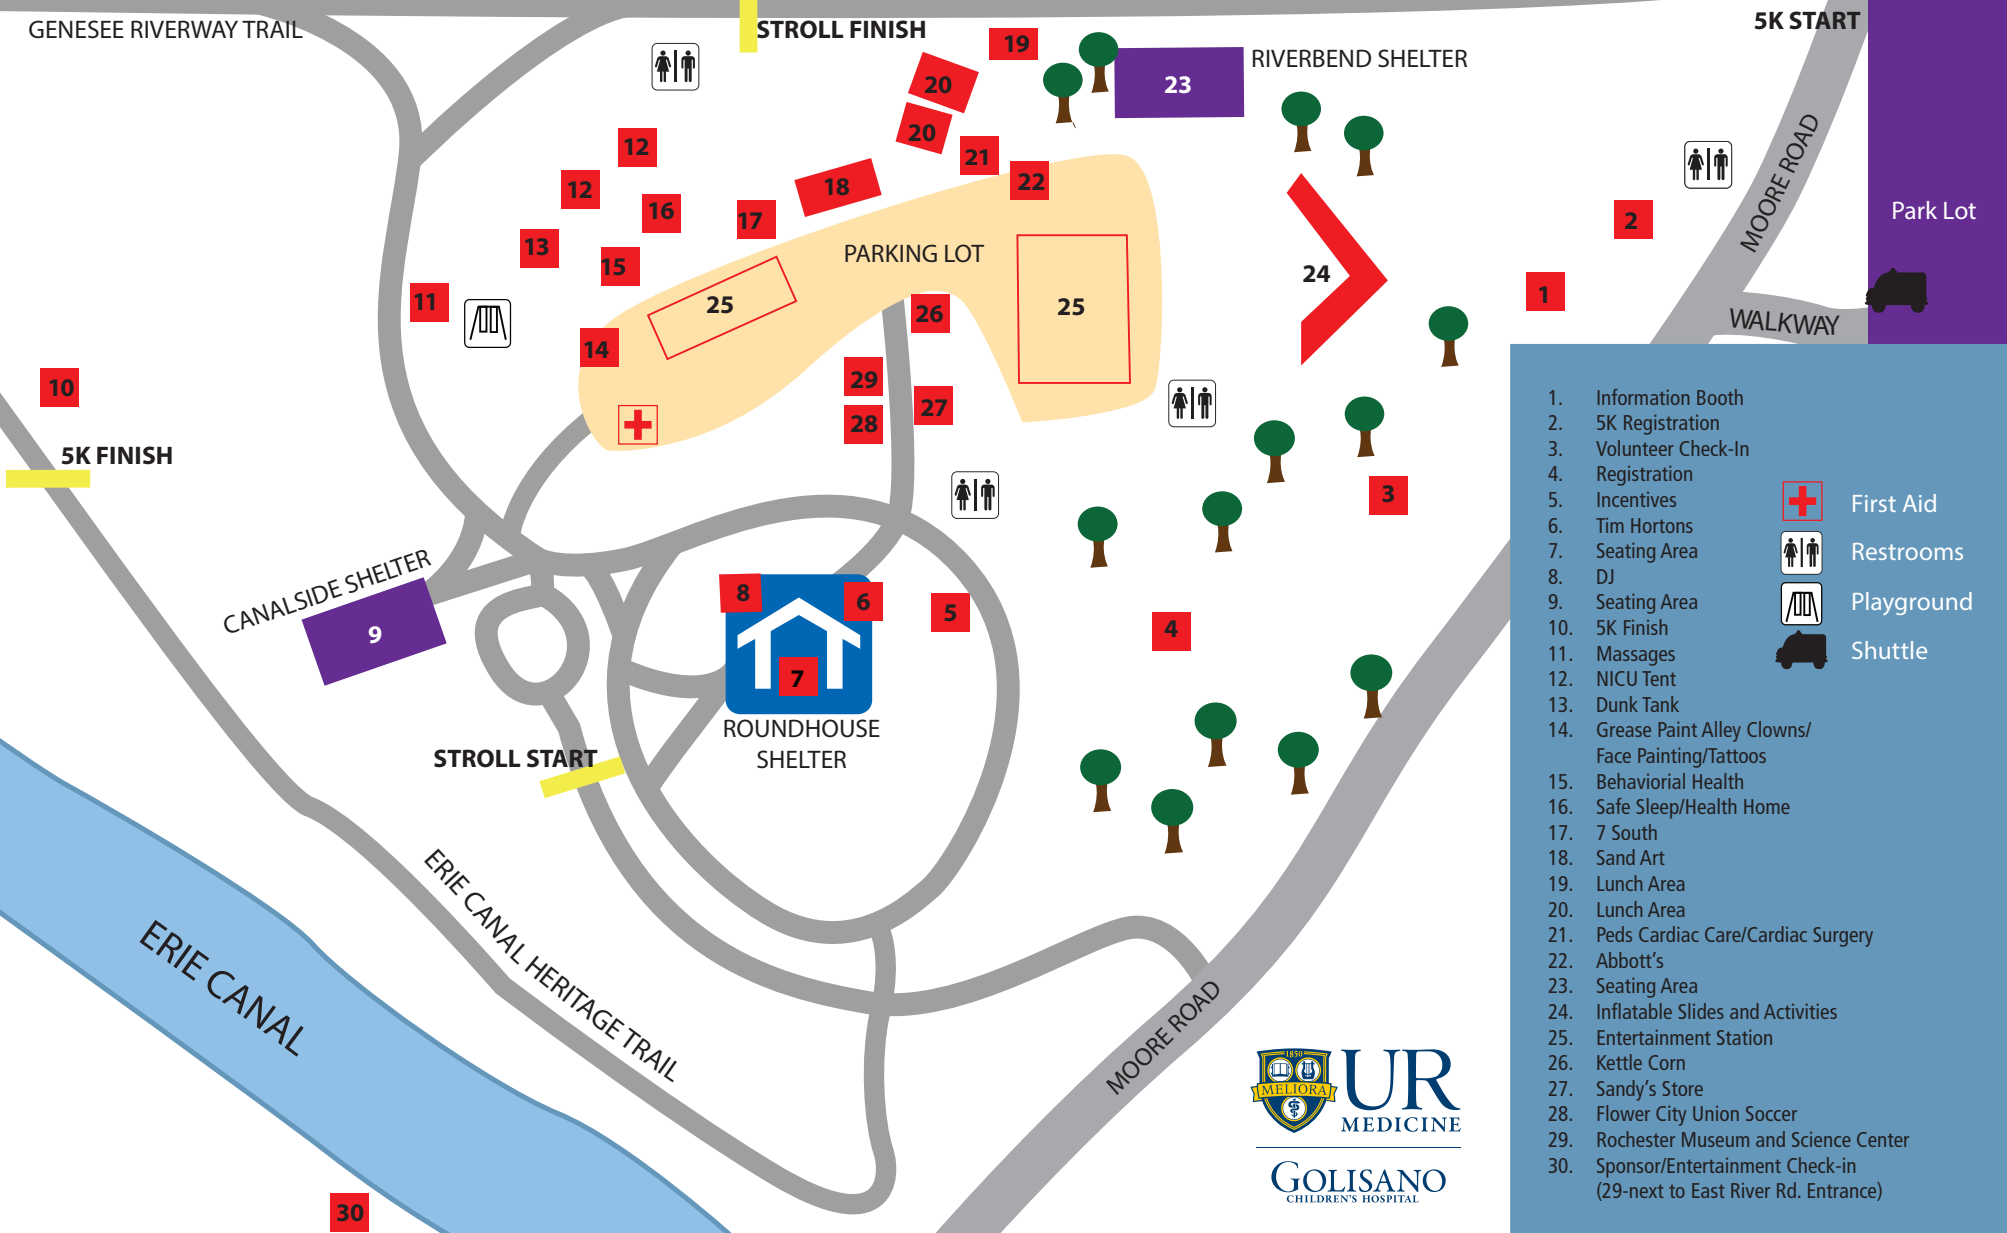 GENESEE RIVERWAY TRAIL
STROLL FINISH
19
5K START
20
23
RIVERBEND SHELTER
20
12
21
MOORE ROAD
12
18
22
16
17
2
Park Lot
13
15
PARKING LOT
24
11
25
25
26
1
WALKWAY
14
10
29
27
28
5K FINISH
3
CANALSIDE SHELTER
9
8
6
5
4
7
ROUNDHOUSE
SHELTER
STROLL START
ERIE CANAL HERITAGE TRAIL
ERIE CANAL
MOORE ROAD
30
1850
MELIORA
UR
MEDICINE
GOLISANO
CHILDREN'S HOSPITAL
1. Information Booth
2. 5K Registration
3. Volunteer Check-In
4. Registration
5. Incentives
6. Tim Hortons
7. Seating Area
8. DJ
9. Seating Area
10. 5K Finish
11. Massages
12. NICU Tent
13. Dunk Tank
14. Grease Paint Alley Clowns/
Face Painting/Tattoos
15. Behaviorial Health
16. Safe Sleep/Health Home
17. 7 South
18. Sand Art
19. Lunch Area
20. Lunch Area
21. Peds Cardiac Care/Cardiac Surgery
22. Abbott's
23. Seating Area
24. Inflatable Slides and Activities
25. Entertainment Station
26. Kettle Corn
27. Sandy's Store
28. Flower City Union Soccer
29. Rochester Museum and Science Center
30. Sponsor/Entertainment Check-in
(29-next to East River Rd. Entrance)
First Aid
Restrooms
Playground
Shuttle